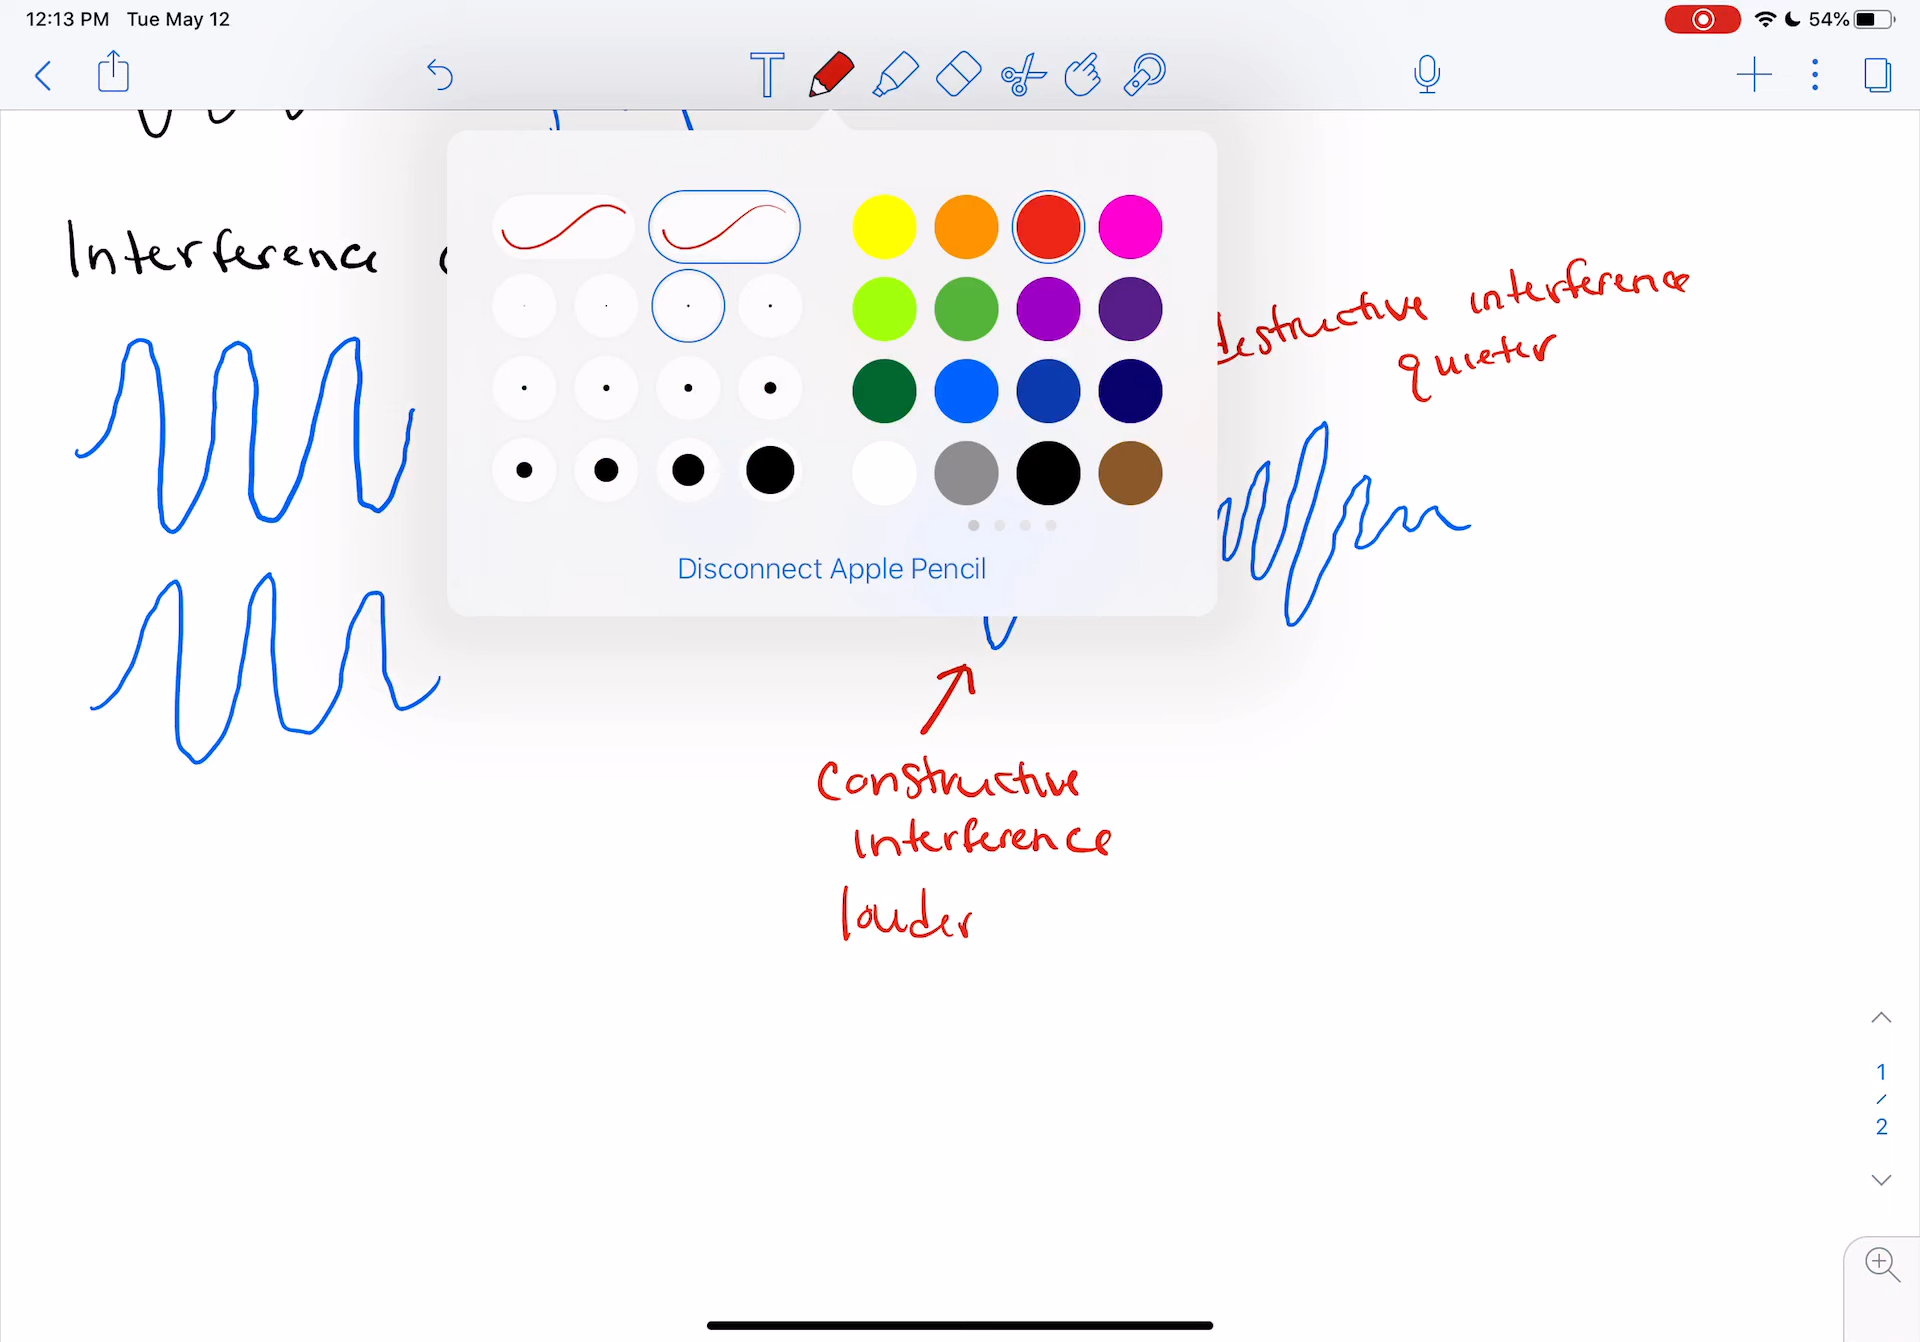 12:13 PM Tue May 12
54%
T
Interference
destructive interference
quieter
Disconnect Apple Pencil
Constructive
interference
louder
1
/
2